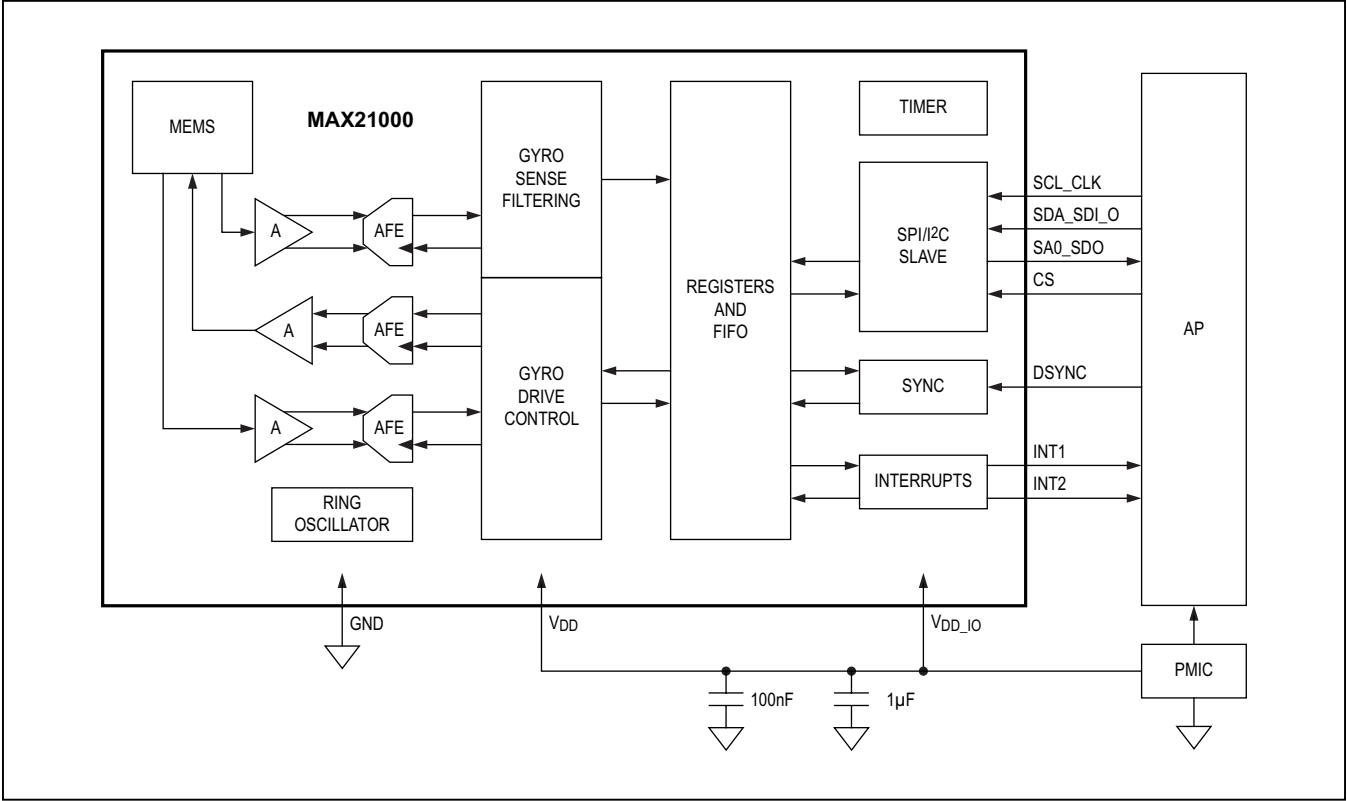 MEMS
MAX21000
A
AFE
A
AFE
A
AFE
RING
OSCILLATOR
GYRO
SENSE
FILTERING
GYRO
DRIVE
CONTROL
REGISTERS
AND
FIFO
TIMER
SPI/I2C
SLAVE
SYNC
INTERRUPTS
SCL_CLK
SDA_SDI_O
SA0_SDO
CS
DSYNC
INT1
INT2
AP
GND
VDD
VDD_IO
100nF
1µF
PMIC